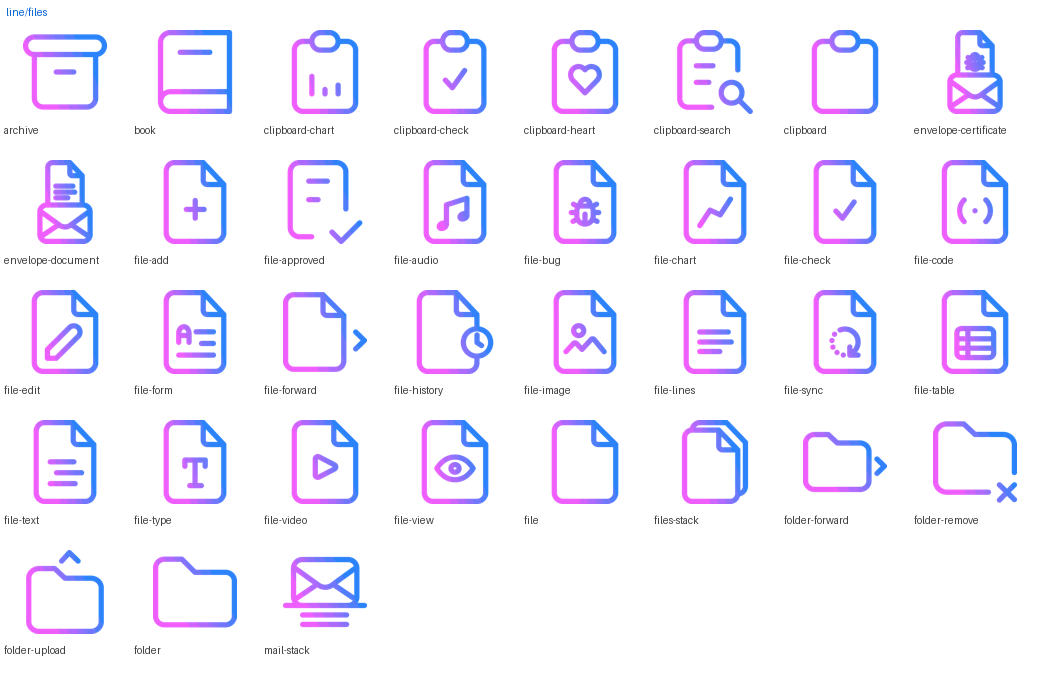 line/files
archive
book
clipboard-chart
clipboard-check
clipboard-heart
clipboard-search
clipboard
envelope-certificate
envelope-document
file-add
file-approved
file-audio
file-bug
file-chart
file-check
file-code
file-edit
A
file-form
file-forward
file-history
file-image
file-lines
file-sync
file-table
file-text
T
file-type
file-video
file-view
file
files-stack
folder-forward
folder-remove
folder-upload
folder
mail-stack